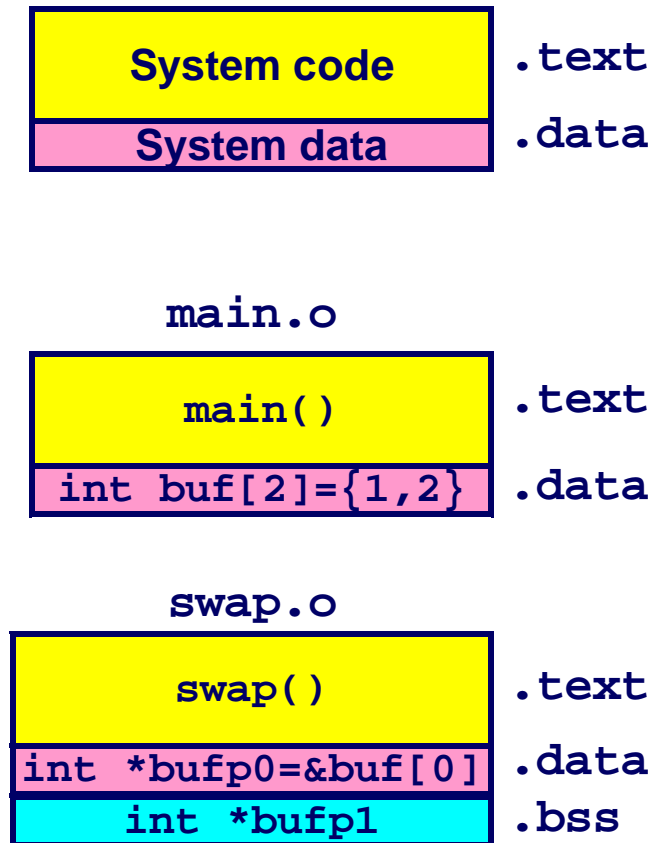 System code .text
System data .data
main.o
main() .text
int buf[2]={1,2} .data
swap.o
swap() .text
int *bufp0=&buf[0] .data
int *bufp1 .bss